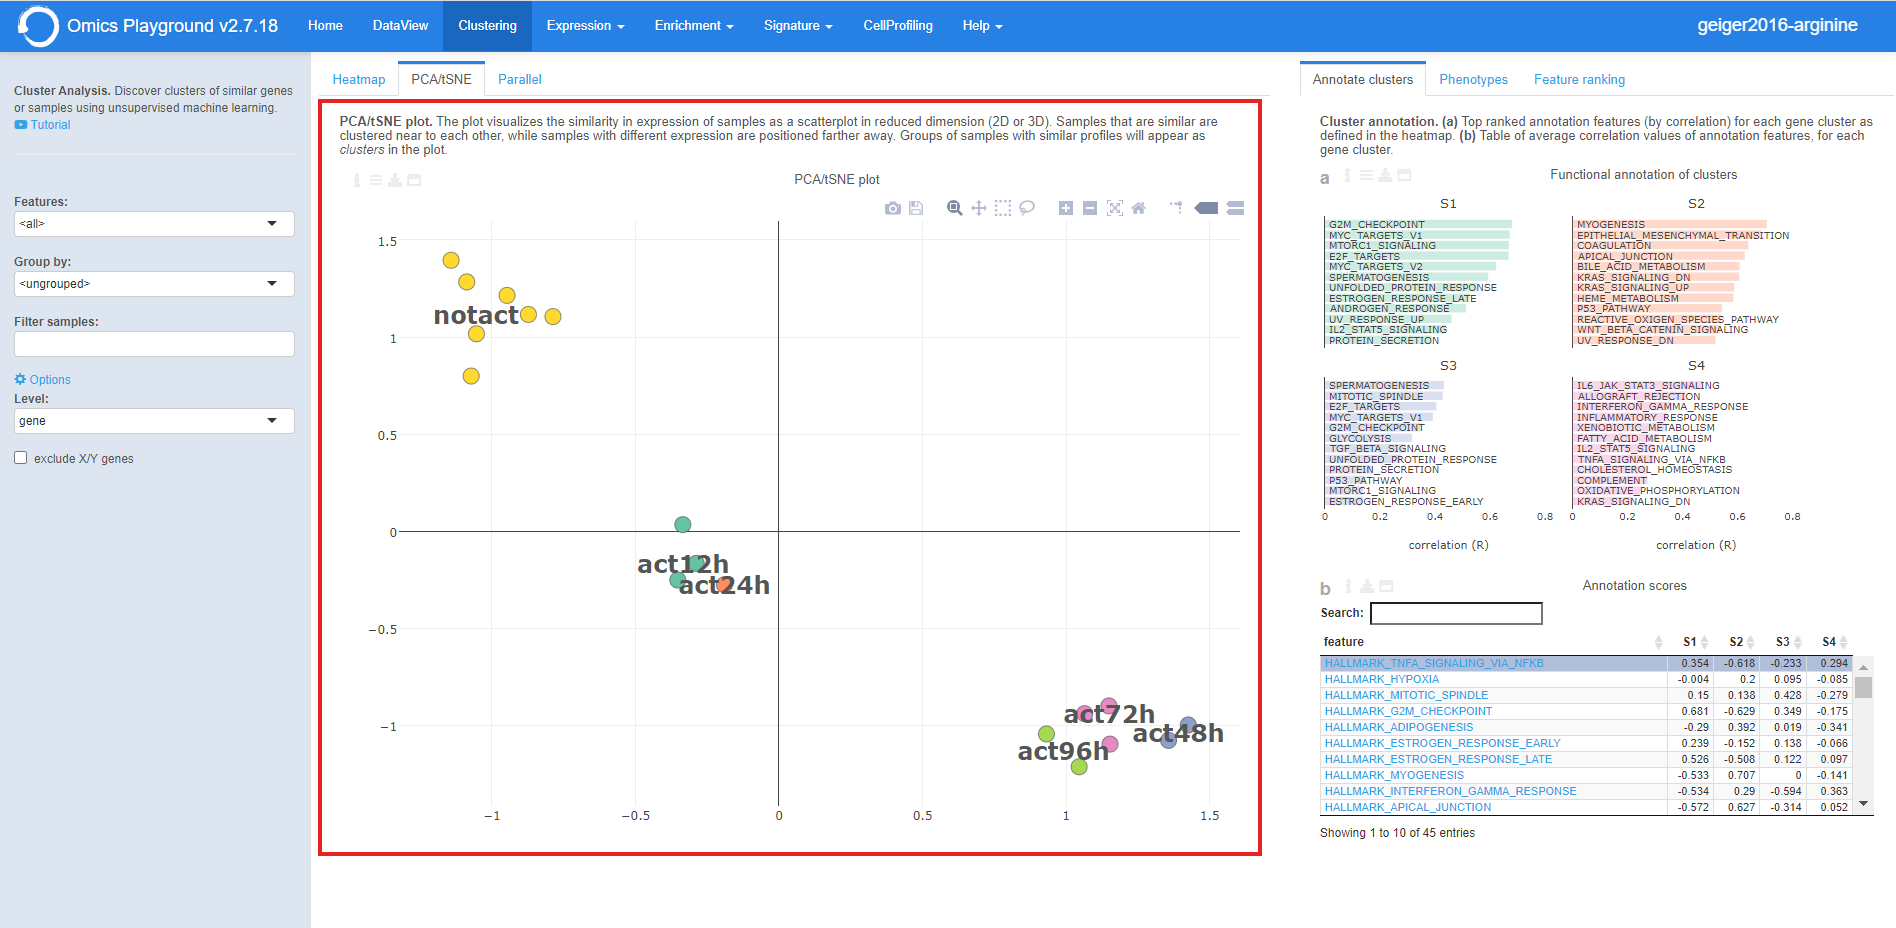 Omics Playground v2.7.18
Home
DataView
Clustering
Expression
Enrichment
Signature
CellProfiling
Help
geiger2016-arginine
Cluster Analysis. Discover clusters of similar genes
or samples using unsupervised machine learning.
Tutorial
Features:
<all>
Group by:
<ungrouped>
Filter samples:
Options
Level:
gene
exclude X/Y genes
Heatmap
PCA/tSNE
Parallel
PCA/tSNE plot. The plot visualizes the similarity in expression of samples as a scatterplot in reduced dimension (2D or 3D). Samples that are similar are
clustered near to each other, while samples with different expression are positioned farther away. Groups of samples with similar profiles will appear as
clusters in the plot.
PCA/tSNE plot
1.5
1
0.5
0
−0.5
−1
notact
act12h
act24h
act72h
act48h
act96h
−1
−0.5
0
0.5
1
1.5
Annotate clusters
Phenotypes
Feature ranking
Cluster annotation. (a) Top ranked annotation features (by correlation) for each gene cluster as
defined in the heatmap. (b) Table of average correlation values of annotation features, for each
gene cluster.
a
Functional annotation of clusters
S1
G2M_CHECKPOINT
MYC_TARGETS_V1
MTORC1_SIGNALING
E2F_TARGETS
MYC_TARGETS_V2
SPERMATOGENESIS
UNFOLDED_PROTEIN_RESPONSE
ESTROGEN_RESPONSE_LATE
ANDROGEN_RESPONSE
UV_RESPONSE_UP
IL2_STAT5_SIGNALING
PROTEIN_SECRETION
S2
MYOGENESIS
EPITHELIAL_MESENCHYMAL_TRANSITION
COAGULATION
APICAL_JUNCTION
BILE_ACID_METABOLISM
KRAS_SIGNALING_DN
KRAS_SIGNALING_UP
HEME_METABOLISM
P53_PATHWAY
REACTIVE_OXIGEN_SPECIES_PATHWAY
WNT_BETA_CATENIN_SIGNALING
UV_RESPONSE_DN
S3
SPERMATOGENESIS
MITOTIC_SPINDLE
E2F_TARGETS
MYC_TARGETS_V1
G2M_CHECKPOINT
GLYCOLYSIS
TGF_BETA_SIGNALING
UNFOLDED_PROTEIN_RESPONSE
PROTEIN_SECRETION
P53_PATHWAY
MTORC1_SIGNALING
ESTROGEN_RESPONSE_EARLY
0 0.2 0.4 0.6 0.8
correlation (R)
S4
IL6_JAK_STAT3_SIGNALING
ALLOGRAFT_REJECTION
INTERFERON_GAMMA_RESPONSE
INFLAMMATORY_RESPONSE
XENOBIOTIC_METABOLISM
FATTY_ACID_METABOLISM
IL2_STAT5_SIGNALING
TNFA_SIGNALING_VIA_NFKB
CHOLESTEROL_HOMEOSTASIS
COMPLEMENT
OXIDATIVE_PHOSPHORYLATION
KRAS_SIGNALING_DN
0 0.2 0.4 0.6 0.8
correlation (R)
b
Annotation scores
Search:
feature S1 S2 S3 S4
HALLMARK_TNFA_SIGNALING_VIA_NFKB 0.354 -0.618 -0.233 0.294
HALLMARK_HYPOXIA -0.004 0.2 0.095 -0.085
HALLMARK_MITOTIC_SPINDLE 0.15 0.138 0.428 -0.279
HALLMARK_G2M_CHECKPOINT 0.681 -0.629 0.349 -0.175
HALLMARK_ADIPOGENESIS -0.29 0.392 0.019 -0.341
HALLMARK_ESTROGEN_RESPONSE_EARLY 0.239 -0.152 0.138 -0.066
HALLMARK_ESTROGEN_RESPONSE_LATE 0.526 -0.508 0.122 0.097
HALLMARK_MYOGENESIS -0.533 0.707 0 -0.141
HALLMARK_INTERFERON_GAMMA_RESPONSE -0.534 0.29 -0.594 0.363
HALLMARK_APICAL_JUNCTION -0.572 0.627 -0.314 0.052
Showing 1 to 10 of 45 entries